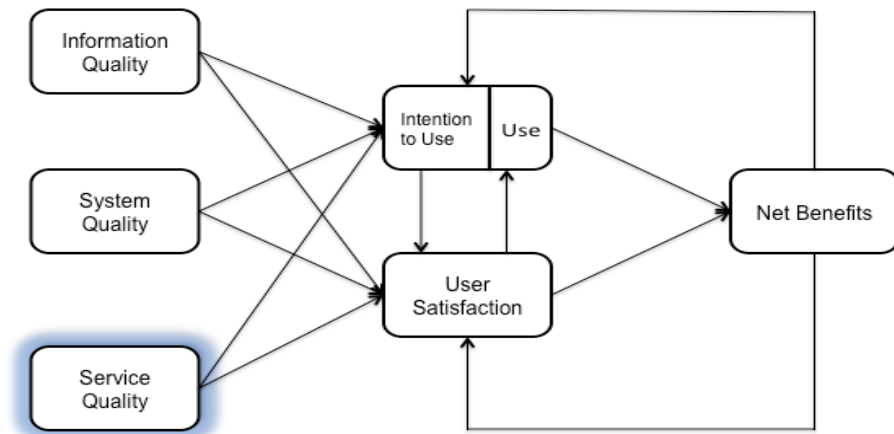 Information
Quality
System
Quality
Service
Quality
Intention
to Use
Use
User
Satisfaction
Net Benefits